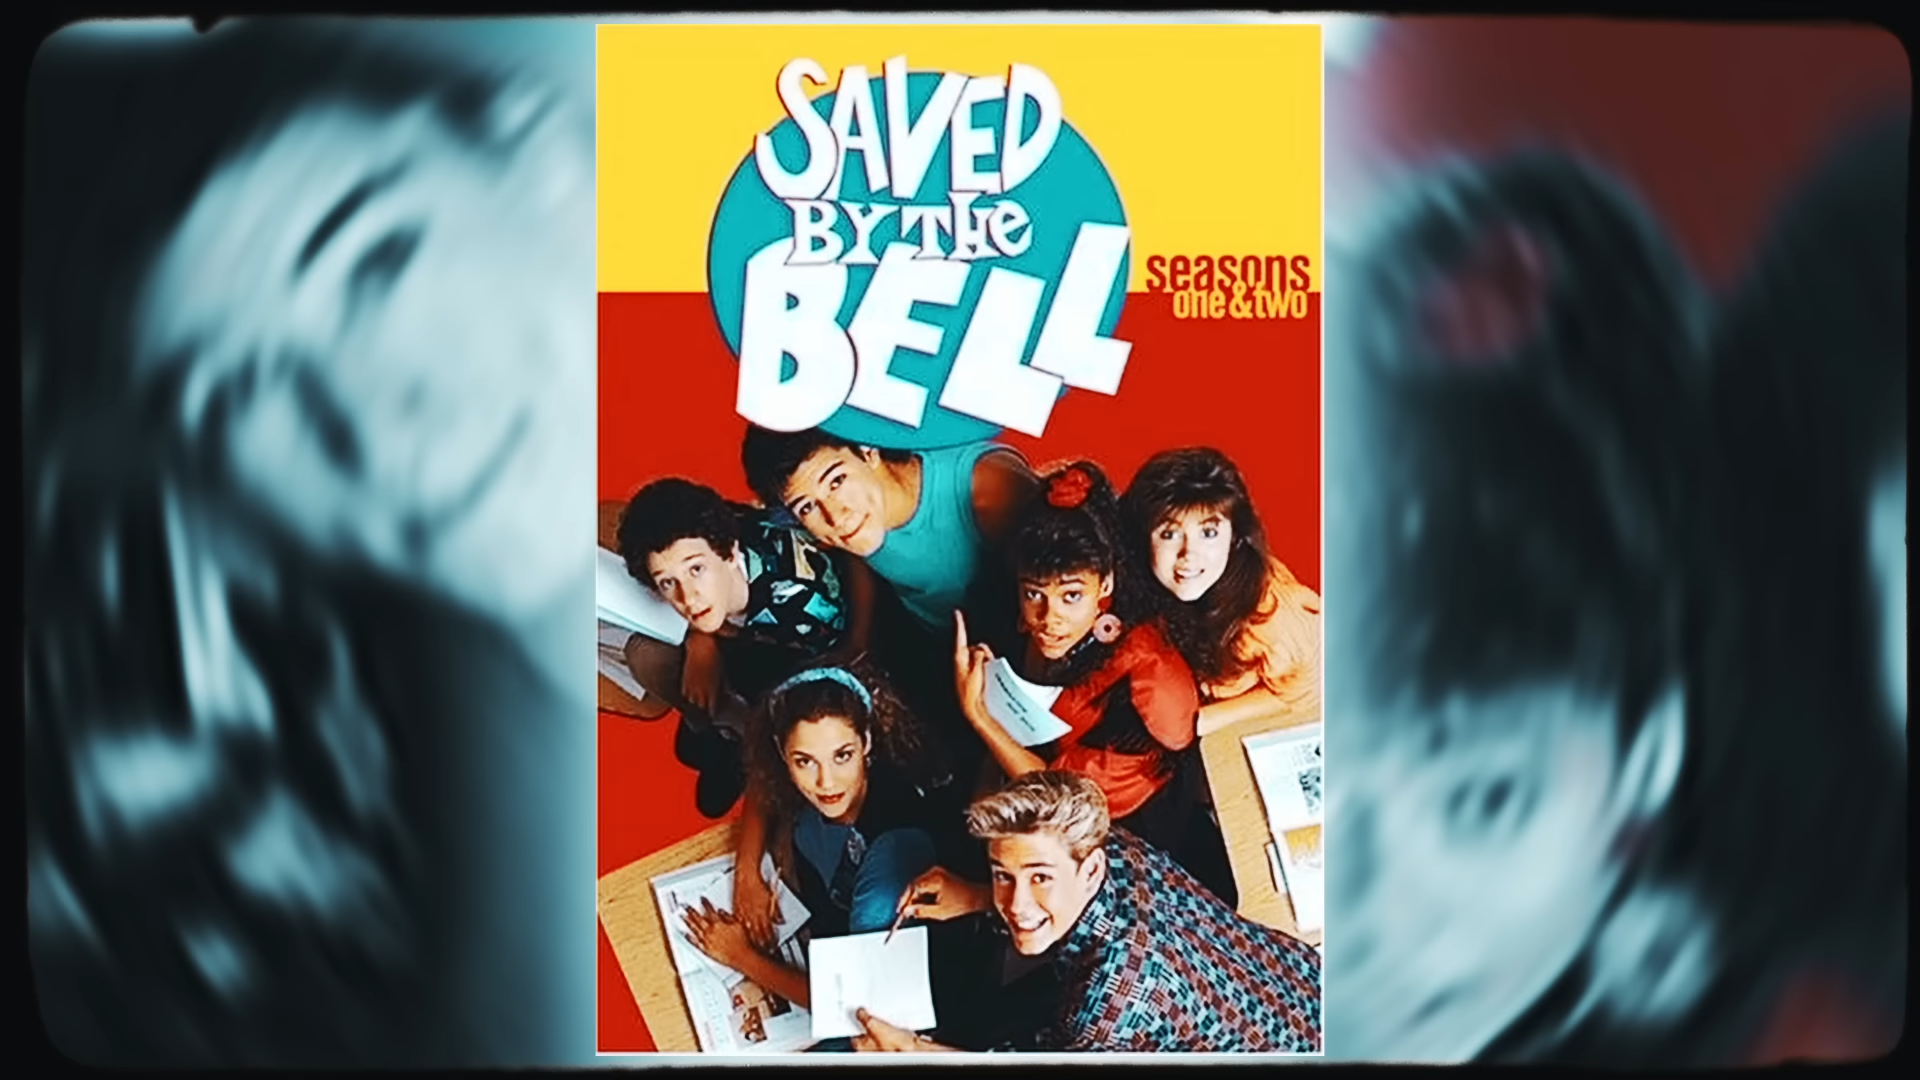 SAVED
BY THE
BELL
seasons
one & two